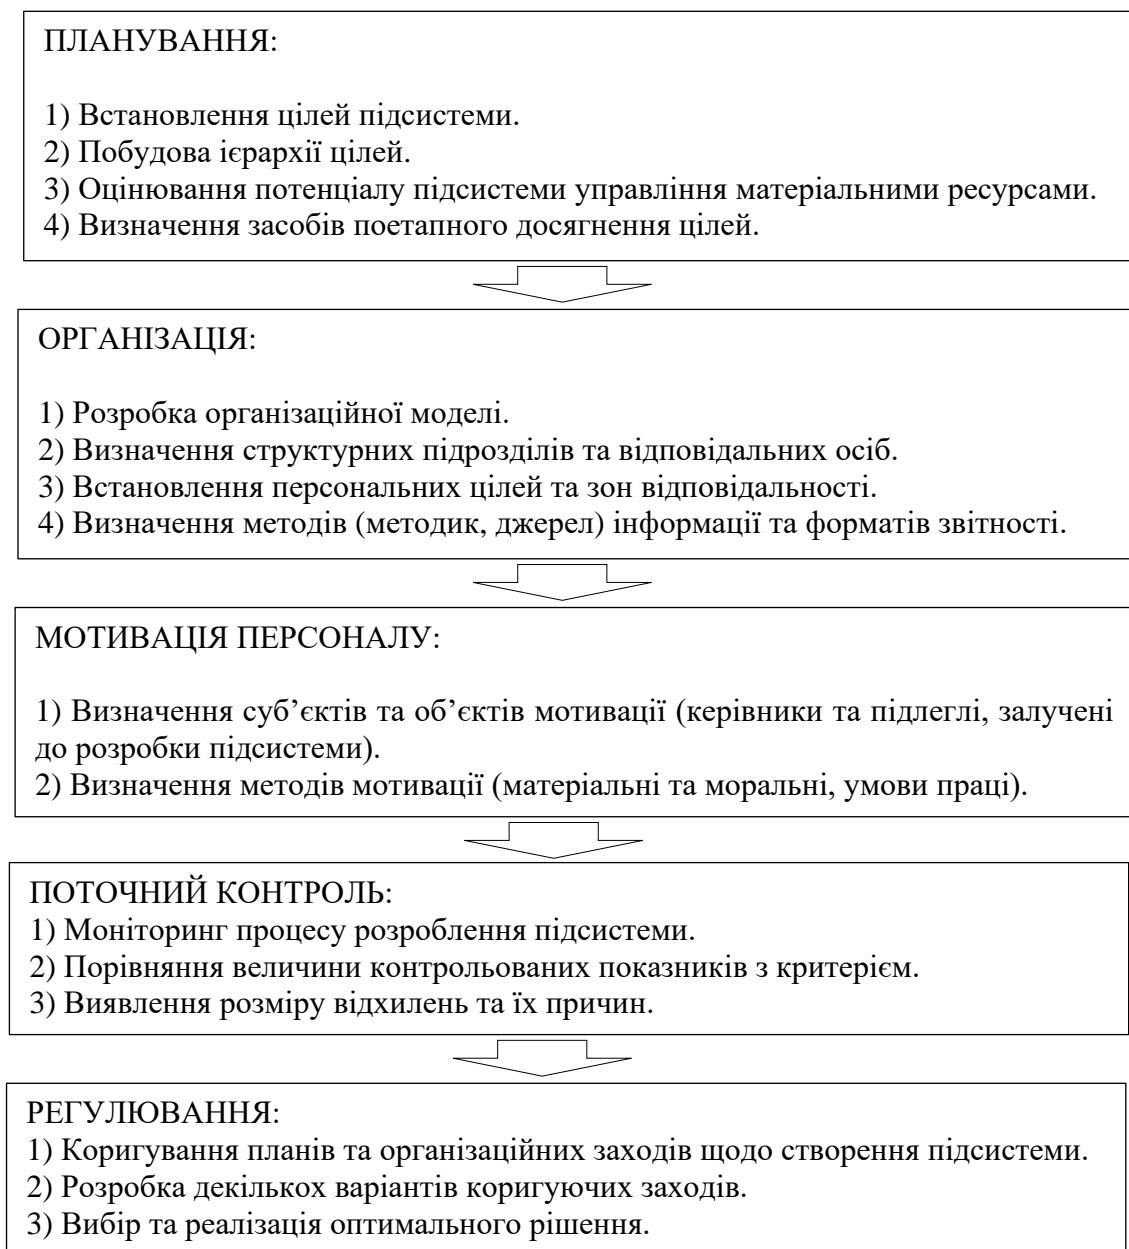 ПЛАНУВАННЯ:
1) Встановлення цілей підсистеми.
2) Побудова ієрархії цілей.
3) Оцінювання потенціалу підсистеми управління матеріальними ресурсами.
4) Визначення засобів поетапного досягнення цілей.
ОРГАНІЗАЦІЯ:
1) Розробка організаційної моделі.
2) Визначення структурних підрозділів та відповідальних осіб.
3) Встановлення персональних цілей та зон відповідальності.
4) Визначення методів (методик, джерел) інформації та форматів звітності.
МОТИВАЦІЯ ПЕРСОНАЛУ:
1) Визначення суб’єктів та об’єктів мотивації (керівники та підлеглі, залучені
до розробки підсистеми).
2) Визначення методів мотивації (матеріальні та моральні, умови праці).
ПОТОЧНИЙ КОНТРОЛЬ:
1) Моніторинг процесу розроблення підсистеми.
2) Порівняння величини контрольованих показників з критерієм.
3) Виявлення розміру відхилень та їх причин.
РЕГУЛЮВАННЯ:
1) Коригування планів та організаційних заходів щодо створення підсистеми.
2) Розробка декількох варіантів коригуючих заходів.
3) Вибір та реалізація оптимального рішення.